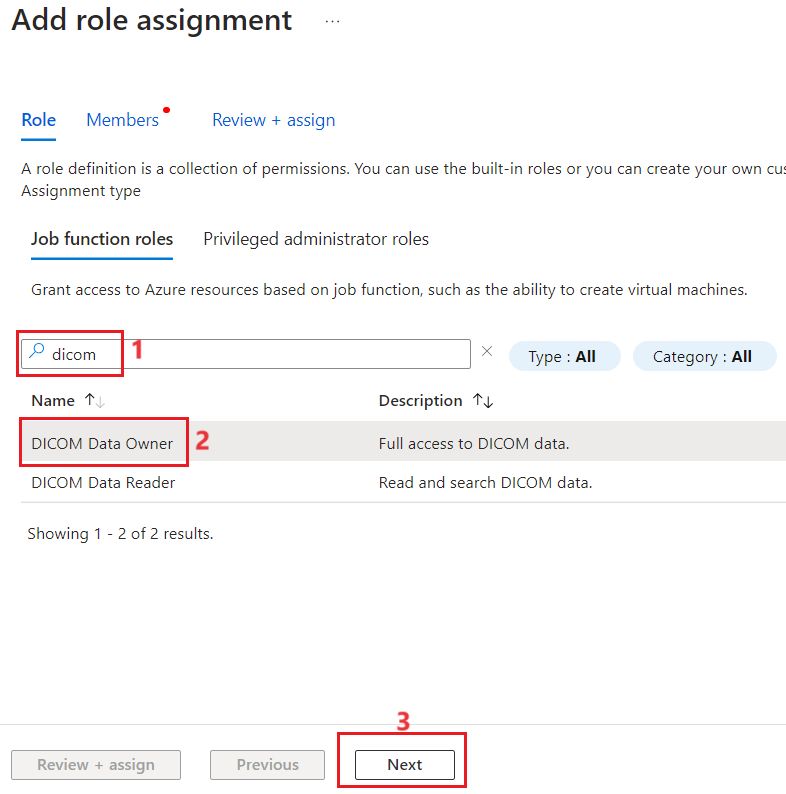 Add role assignment ...
Role Members Review + assign
A role definition is a collection of permissions. You can use the built-in roles or you can create your own cus
Assignment type
Job function roles Privileged administrator roles
Grant access to Azure resources based on job function, such as the ability to create virtual machines.
dicom 1 Type : All Category : All
Name Description
DICOM Data Owner 2 Full access to DICOM data.
DICOM Data Reader Read and search DICOM data.
Showing 1 - 2 of 2 results.
3
Review + assign Previous Next